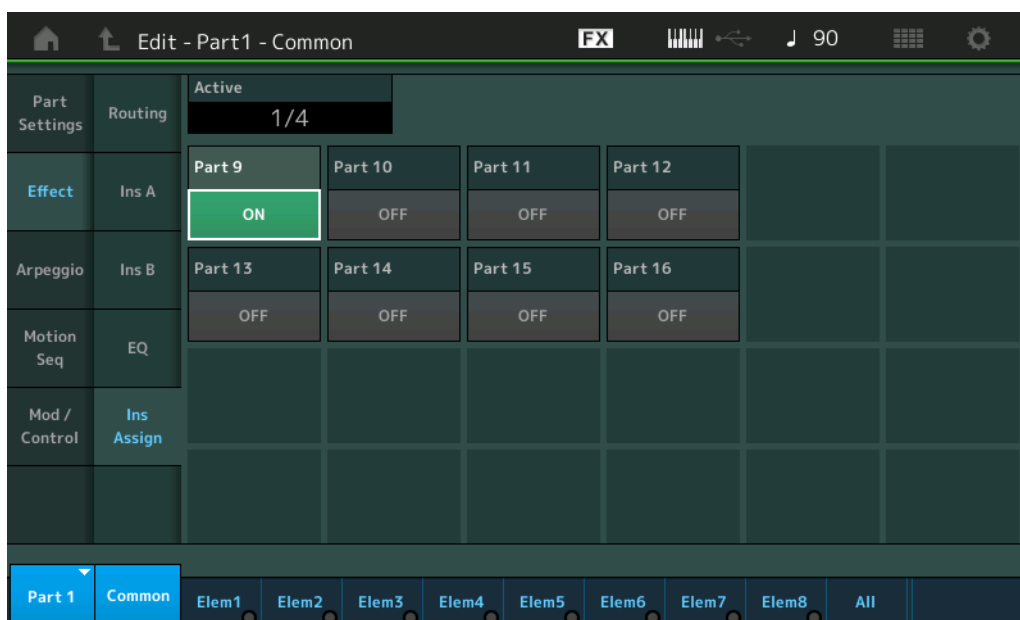 Edit - Part1 - Common
FX
90
Part
Settings
Effect
Arpeggio
Motion
Seq
Mod /
Control
Routing
Ins A
Ins B
EQ
Ins
Assign
Active
1/4
Part 9
Part 10
Part 11
Part 12
ON
OFF
OFF
OFF
Part 13
Part 14
Part 15
Part 16
OFF
OFF
OFF
OFF
Part 1
Common
Elem1
Elem2
Elem3
Elem4
Elem5
Elem6
Elem7
Elem8
All